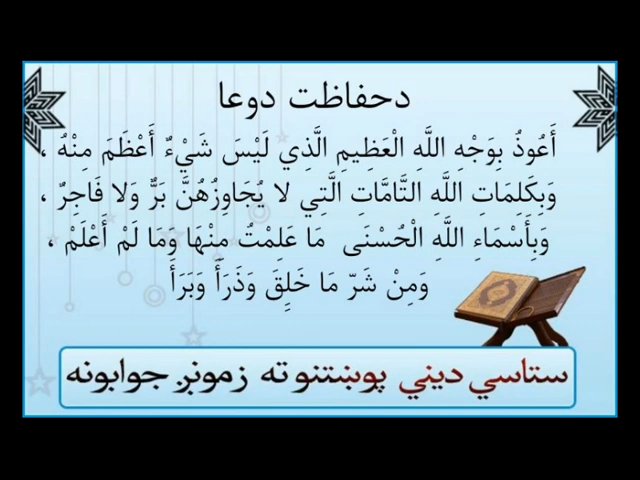 دحفاظت دوعا
أَعُوذُ بِوَجْهِ اللَّهِ الْعَظِيمِ الَّذِي لَيْسَ شَيْءٌ أَعْظَمَ مِنْهُ ،
وَبِكَلِمَاتِ اللَّهِ التَّامَّاتِ الَّتِي لا يُجَاوِزُهُنَّ بَرٌّ وَلا فَاجِرٌ ،
وَبِأَسْمَاءِ اللَّهِ الْحُسْنَى مَا عَلِمْتُ مِنْهَا وَمَا لَمْ أَعْلَمْ ،
وَمِنْ شَرّ مَا خَلِقَ وَذَرَأَ وَبَرَأَ
ستاسي ديني پوښتنو ته زمونږ جوابونه